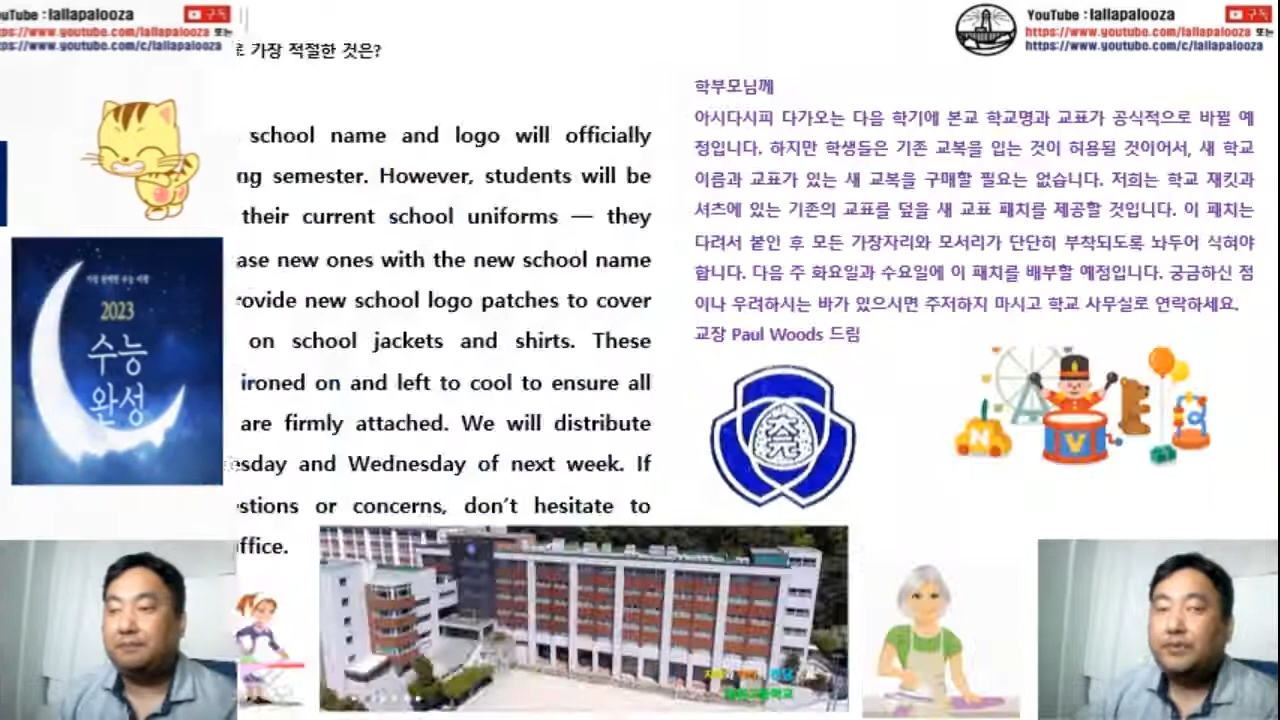 YouTube : lallapalooza
구독
https://www.youtube.com/lallapalooza 또는
https://www.youtube.com/c/lallapalooza
uTube : lallapalooza
구독
ps://www.youtube.com/lallapalooza 또는
ps://www.youtube.com/c/lallapalooza
로 가장 적절한 것은?
school name and logo will officially
ng semester. However, students will be
their current school uniforms — they
ase new ones with the new school name
rovide new school logo patches to cover
on school jackets and shirts. These
ironed on and left to cool to ensure all
are firmly attached. We will distribute
esday and Wednesday of next week. If
estions or concerns, don't hesitate to
ffice.
2023
수능
완성
학부모님께
아시다시피 다가오는 다음 학기에 본교 학교명과 교표가 공식적으로 바뀔 예
정입니다. 하지만 학생들은 기존 교복을 입는 것이 허용될 것이어서, 새 학교
이름과 교표가 있는 새 교복을 구매할 필요는 없습니다. 저희는 학교 재킷과
셔츠에 있는 기존의 교표를 덮을 새 교표 패치를 제공할 것입니다. 이 패치는
다려서 붙인 후 모든 가장자리와 모서리가 단단히 부착되도록 놔두어 식혀야
합니다. 다음 주 화요일과 수요일에 이 패치를 배부할 예정입니다. 궁금하신 점
이나 우려하시는 바가 있으시면 주저하지 마시고 학교 사무실로 연락하세요.
교장 Paul Woods 드림
N
V